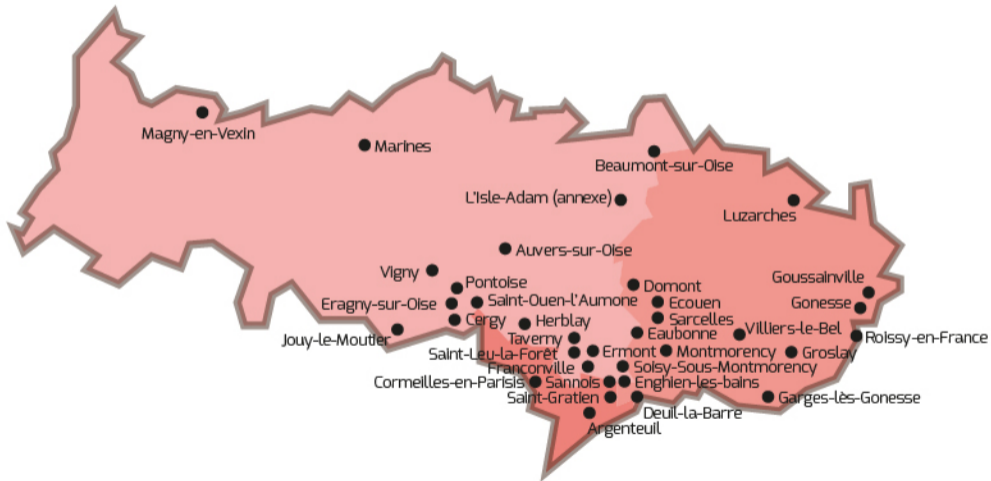 Magny-en-Vexin
Marines
Beaumont-sur-Oise
L'Isle-Adam (annexe)
Luzarches
Auvers-sur-Oise
Vigny
Goussainville
Pontoise
Domont
Eragny-sur-Oise
Saint-Ouen-l'Aumone
Ecouen
Gonesse
Cergy
Herblay
Sarcelles
Jouy-le-Moutier
Taverny
Eaubonne
Villiers-le-Bel
Roissy-en-France
Saint-Leu-la-Forêt
Ermont
Montmorency
Groslay
Franconville
Soisy-Sous-Montmorency
Cormeilles-en-Parisis
Sannois
Enghien-les-bains
Saint-Gratien
Garges-lès-Gonesse
Deuil-la-Barre
Argenteuil